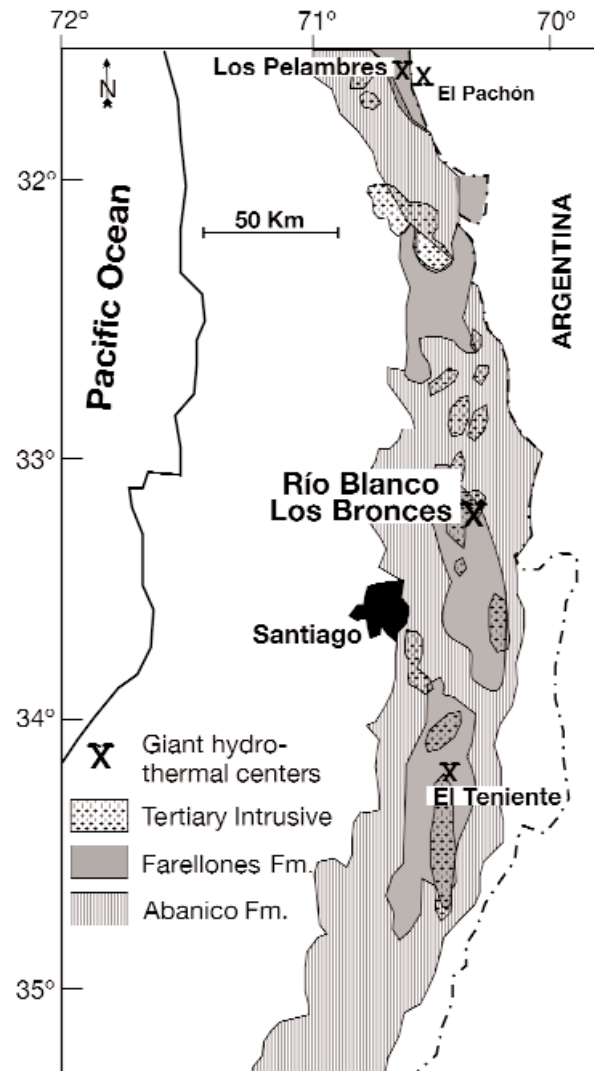 72°
71°
70°
N
Los Pelambres
El Pachón
32°
50 Km
Pacific Ocean
ARGENTINA
33°
Río Blanco
Los Bronces
Santiago
34°
Giant hydro-
thermal centers
El Teniente
Tertiary Intrusive
Farellones Fm.
Abanico Fm.
35°